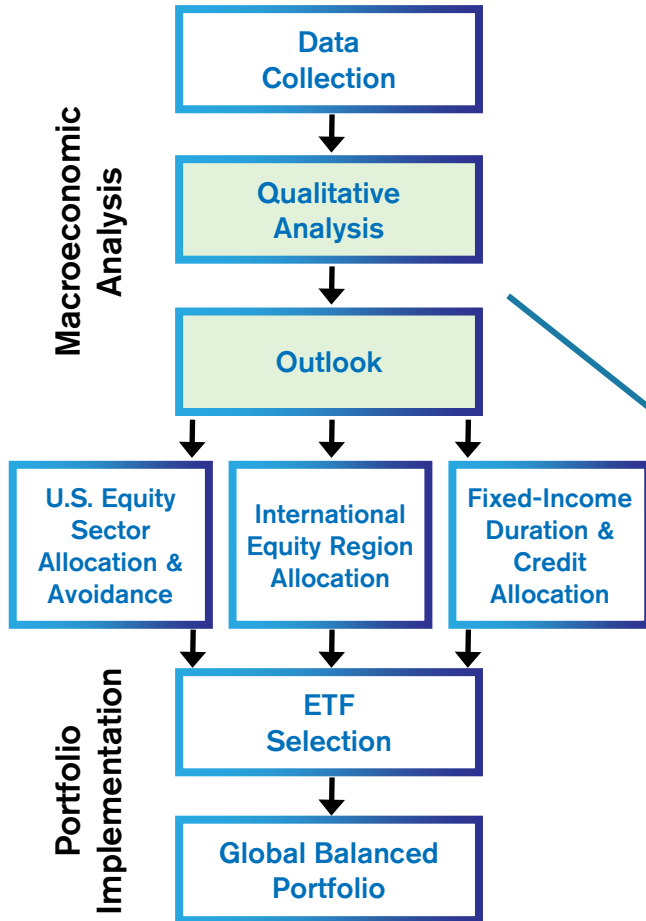 Data
Collection
Macroeconomic
Analysis
Qualitative
Analysis
Outlook
U.S. Equity
Sector
Allocation &
Avoidance
International
Equity Region
Allocation
Fixed-Income
Duration &
Credit
Allocation
Portfolio
Implementation
ETF
Selection
Global Balanced
Portfolio